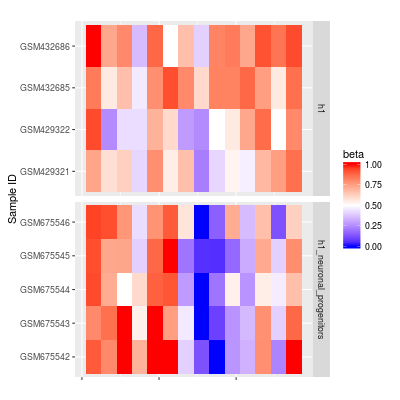 Sample ID
GSM432686
GSM432685
GSM429322
GSM429321
h1
GSM675546
GSM675545
GSM675544
GSM675543
GSM675542
h1_neuronal_progenitors
beta
1.00
0.75
0.50
0.25
0.00